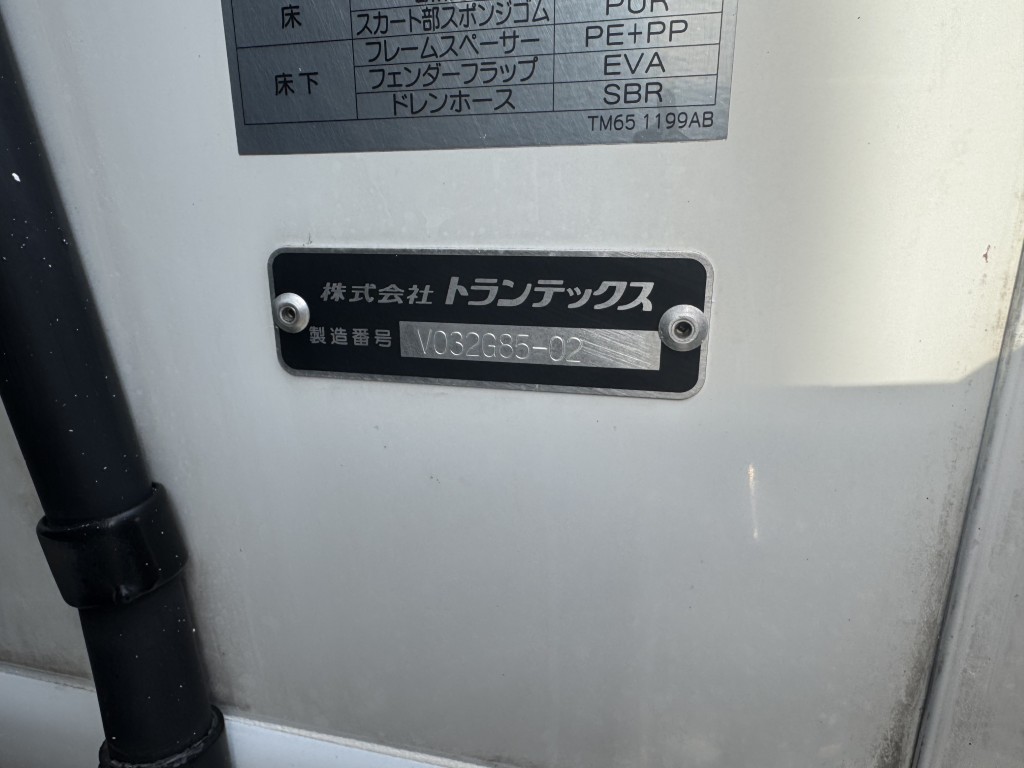 床
スカート部スポンジゴム PUR
フレームスペーサー PE+PP
床下 フェンダーフラップ EVA
ドレンホース SBR
TM65 1199AB
株式会社 トランテックス
製造番号 V032G85-02